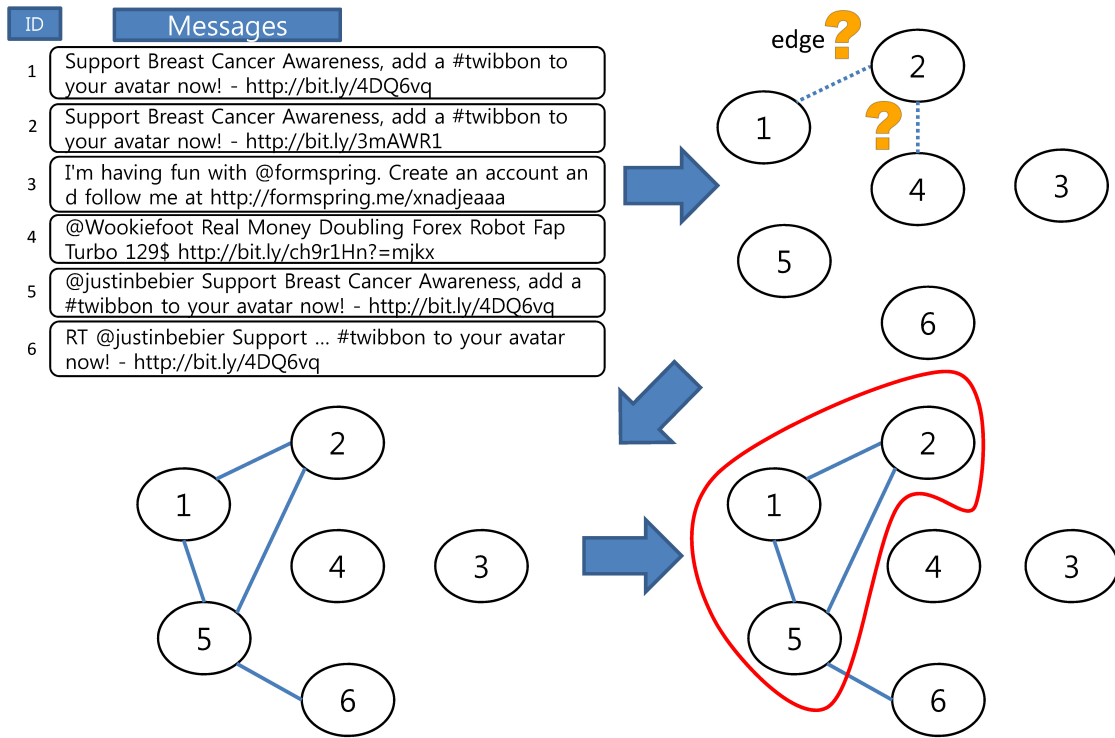 ID
Messages
1
Support Breast Cancer Awareness, add a #twibbon to
your avatar now! - http://bit.ly/4DQ6vq
2
Support Breast Cancer Awareness, add a #twibbon to
your avatar now! - http://bit.ly/3mAWR1
3
I'm having fun with @formspring. Create an account an
d follow me at http://formspring.me/xnadjeaaa
4
@Wookiefoot Real Money Doubling Forex Robot Fap
Turbo 129$ http://bit.ly/ch9r1Hn?=mjkx
5
@justinbebier Support Breast Cancer Awareness, add a
#twibbon to your avatar now! - http://bit.ly/4DQ6vq
6
RT @justinbebier Support ... #twibbon to your avatar
now! - http://bit.ly/4DQ6vq
edge ?
2
1
?
4
3
5
6
2
1
4
3
5
6
2
1
4
3
5
6